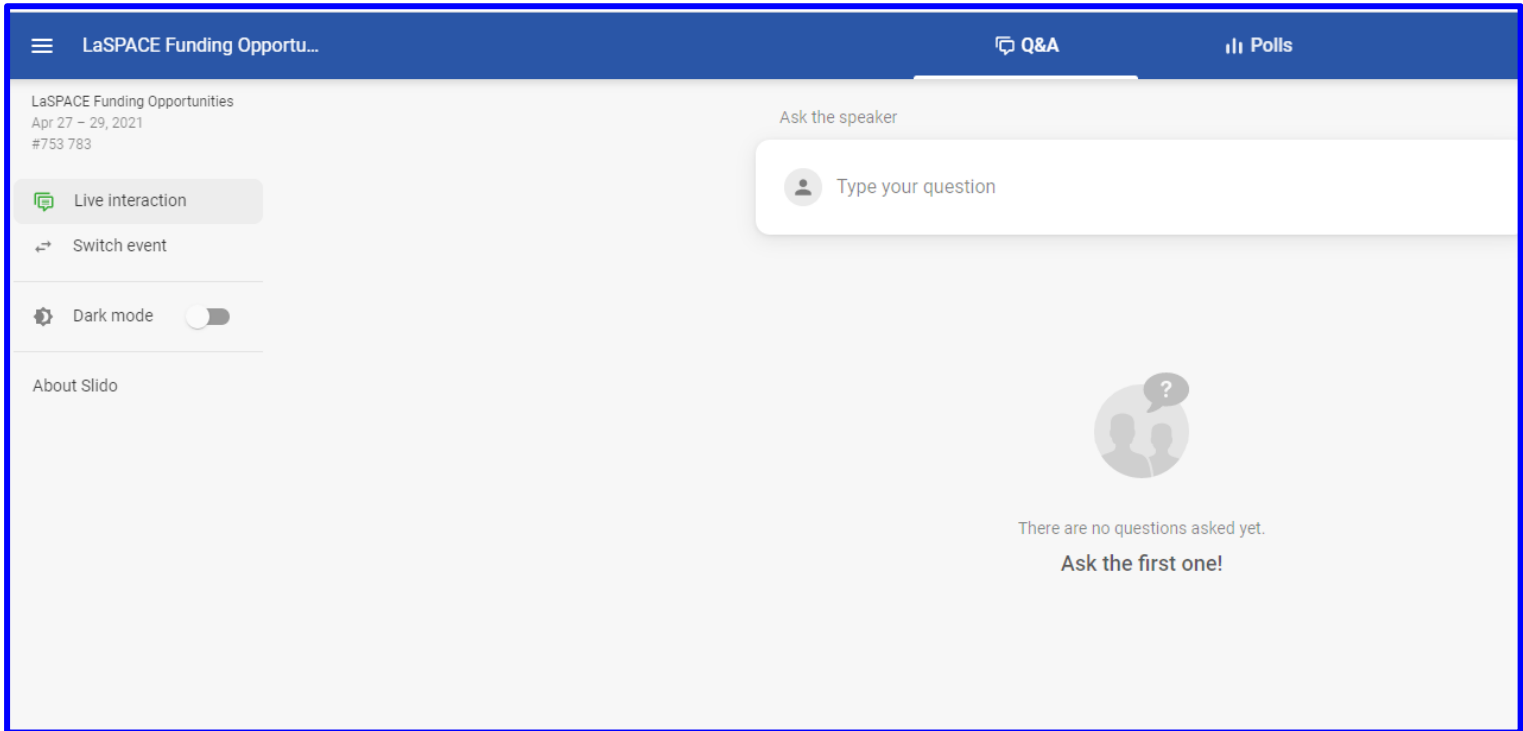 LaSPACE Funding Opportu...
Q&A
Polls
LaSPACE Funding Opportunities
Apr 27 – 29, 2021
#753 783
Live interaction
Switch event
Dark mode
About Slido
Ask the speaker
Type your question
?
There are no questions asked yet.
Ask the first one!